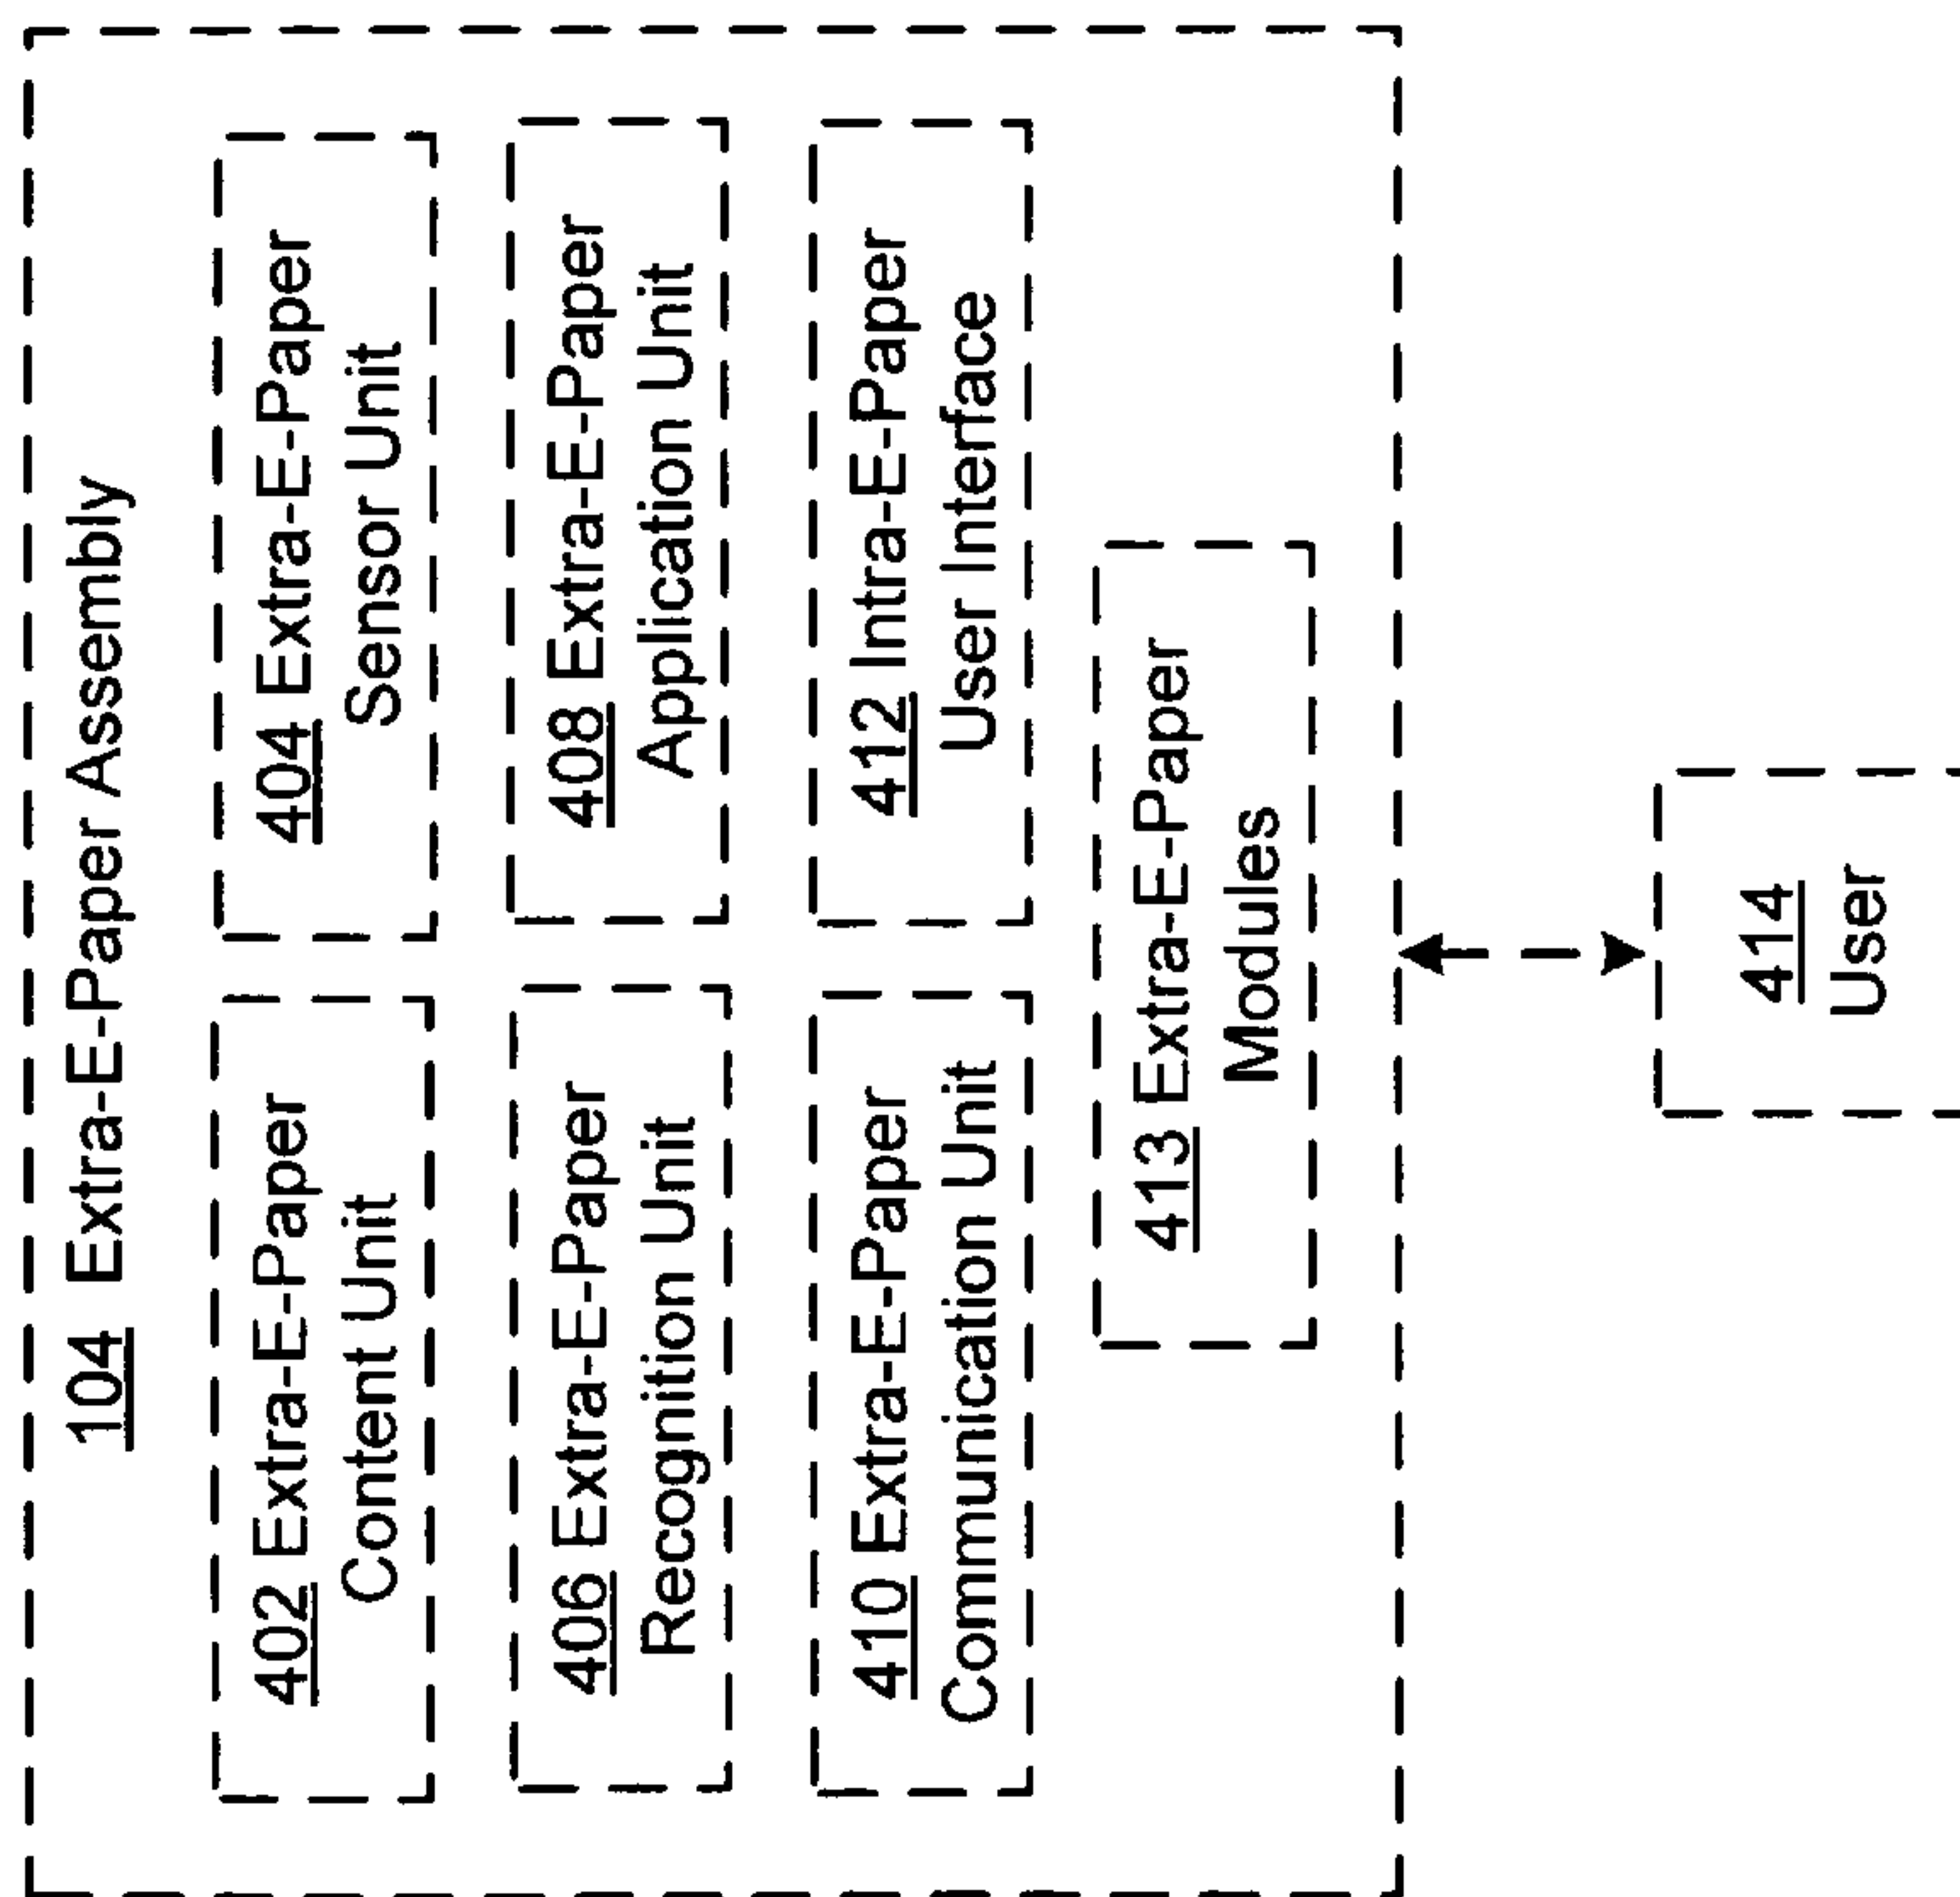 104 Extra-E-Paper Assembly
402 Extra-E-Paper
Content Unit
404 Extra-E-Paper
Sensor Unit
406 Extra-E-Paper
Recognition Unit
408 Extra-E-Paper
Application Unit
410 Extra-E-Paper
Communication Unit
412 Intra-E-Paper
User Interface
413 Extra-E-Paper
Modules
414
User